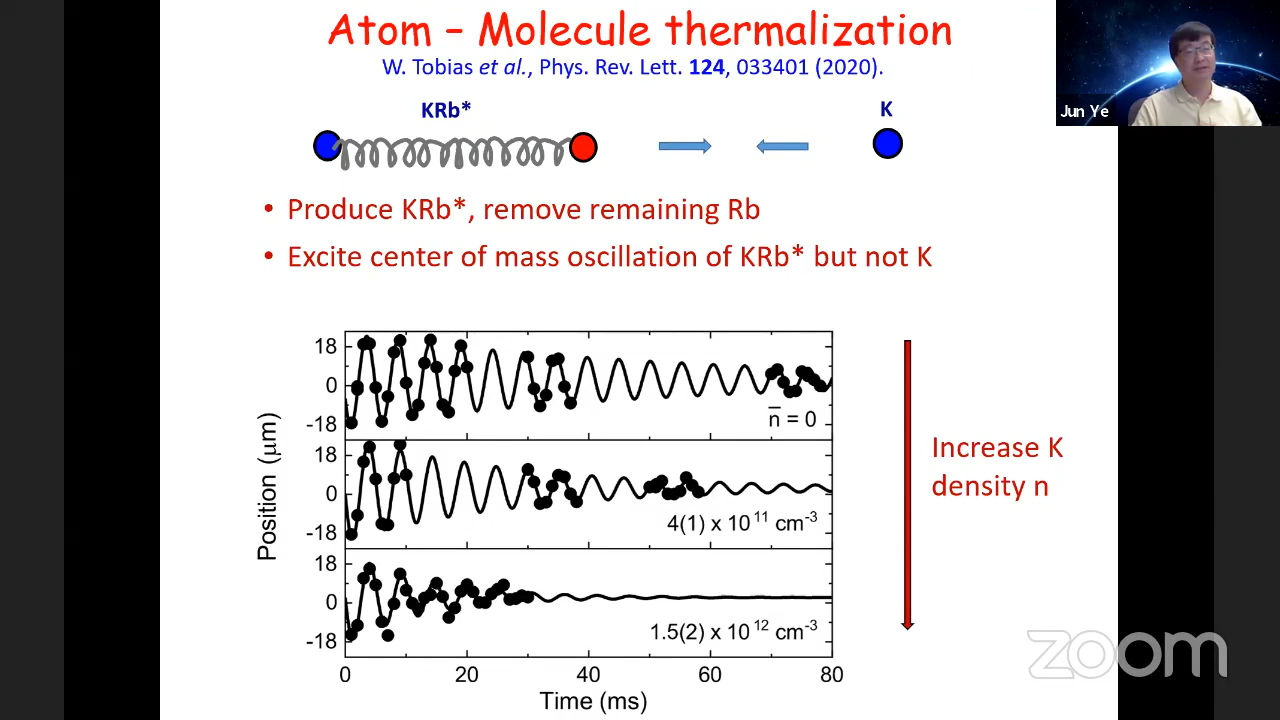 Atom – Molecule thermalization
W. Tobias et al., Phys. Rev. Lett. 124, 033401 (2020).
Jun Ye
KRb*
K
• Produce KRb*, remove remaining Rb
• Excite center of mass oscillation of KRb* but not K
Position (μm)
18
0
-18
n̅ = 0
18
0
-18
4(1) x 10¹¹ cm⁻³
18
0
-18
1.5(2) x 10¹² cm⁻³
0 20 40 60 80
Time (ms)
Increase K
density n
zoom